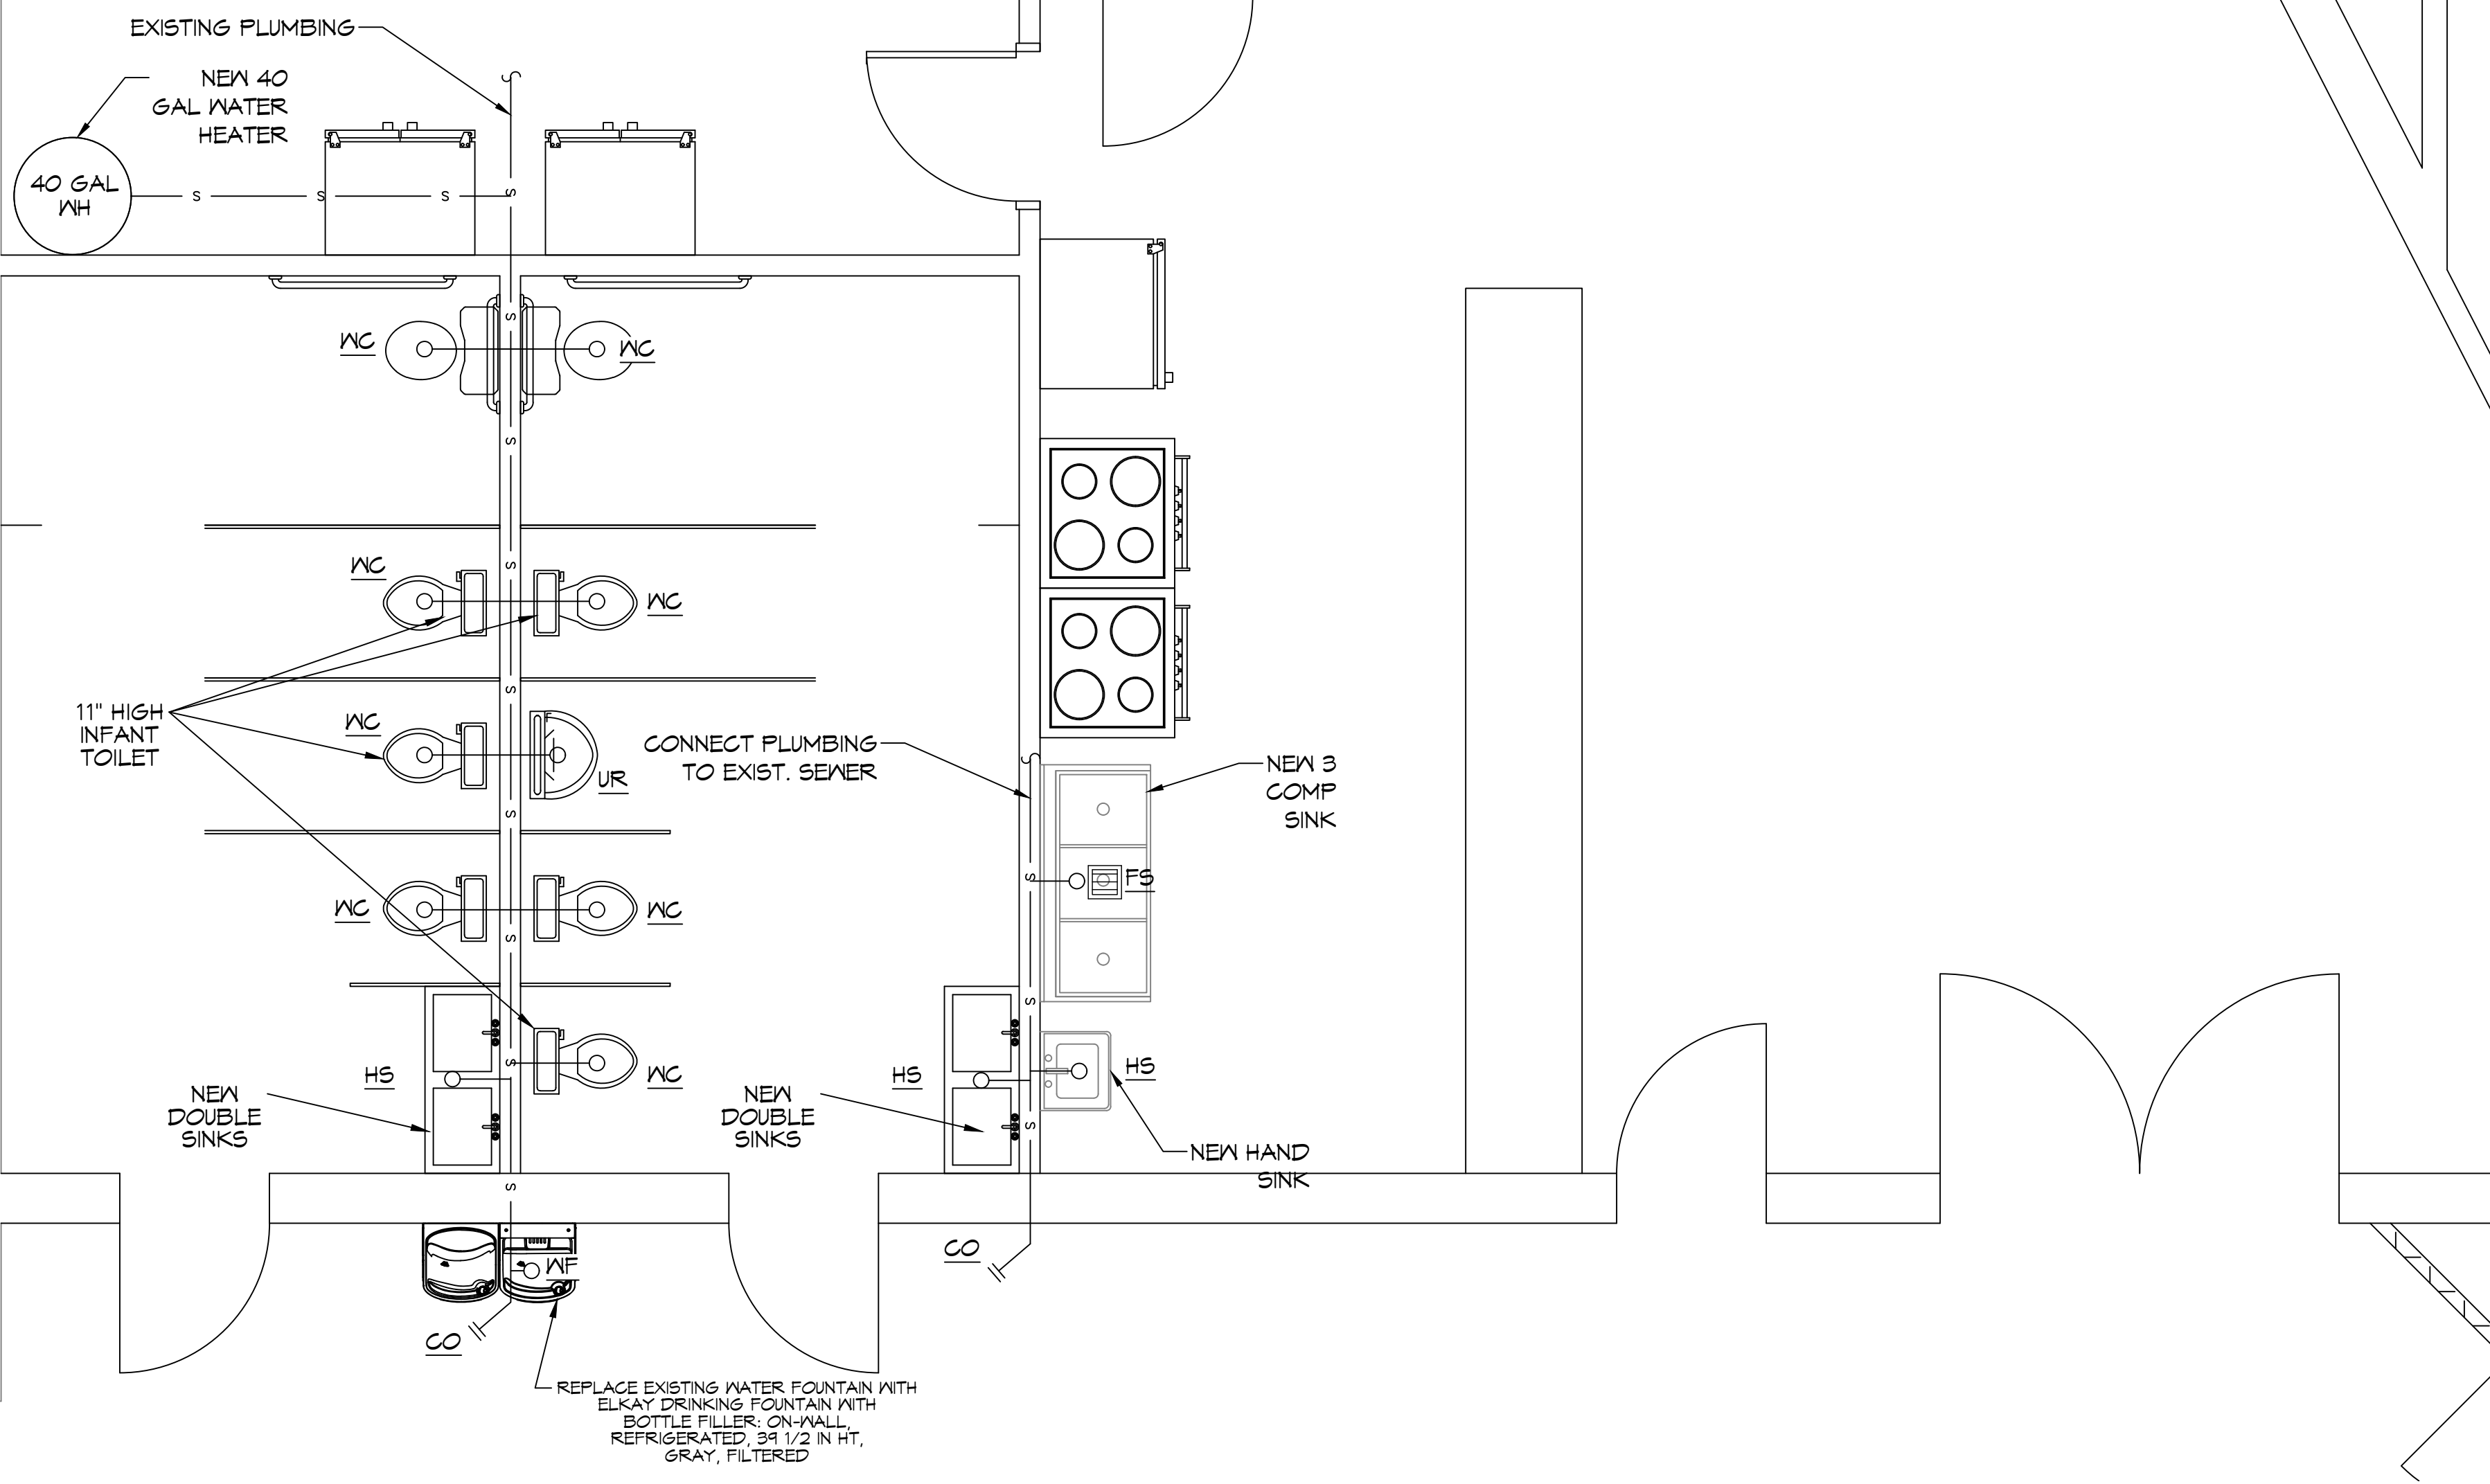 EXISTING PLUMBING
NEW 40
GAL WATER
HEATER
40 GAL
WH
S
S
S
S
S
WC
WC
S
S
WC
WC
S
11" HIGH
INFANT
TOILET
WC
UR
CONNECT PLUMBING
TO EXIST. SEWER
NEW 3
COMP
SINK
S
S
FS
WC
WC
S
S
S
HS
WC
HS
HS
NEW
DOUBLE
SINKS
NEW
DOUBLE
SINKS
S
NEW HAND
SINK
S
CO
WF
CO
REPLACE EXISTING WATER FOUNTAIN WITH
ELKAY DRINKING FOUNTAIN WITH
BOTTLE FILLER: ON-WALL,
REFRIGERATED, 39 1/2 IN HT,
GRAY, FILTERED